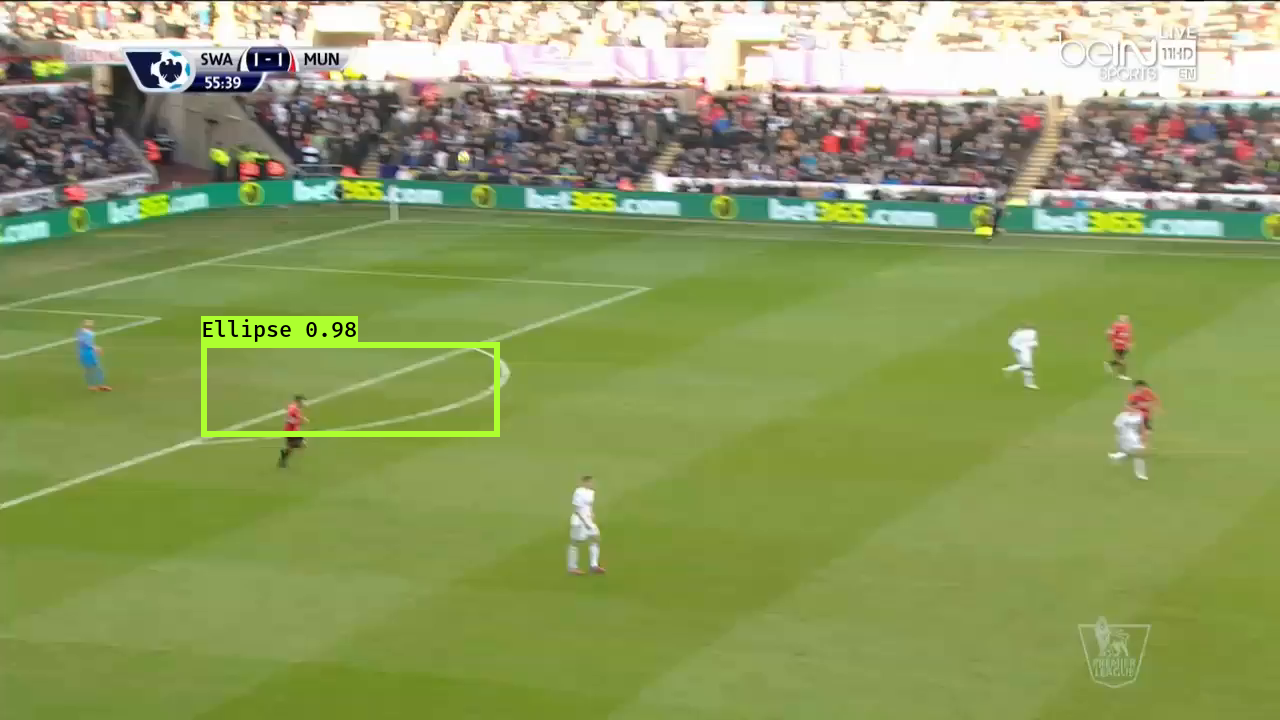 SWA 1-1 MUN
55:39
beIN LIVE
11HD
SPORTS EN
.com bet365.com bet365.com bet365.com bet365.com bet365.com
Ellipse 0.98
PREMIER
LEAGUE